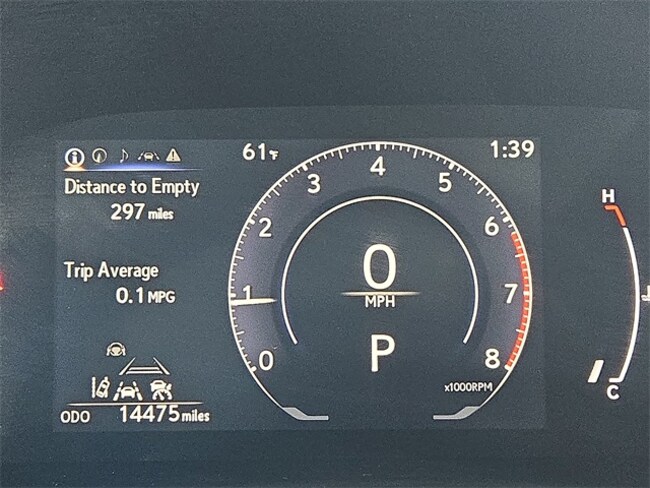 61°F
1:39
Distance to Empty
297 miles
Trip Average
0.1 MPG
ODO 14475 miles
0
1
2
3
4
5
6
7
8
x1000RPM
0
MPH
P
H
C